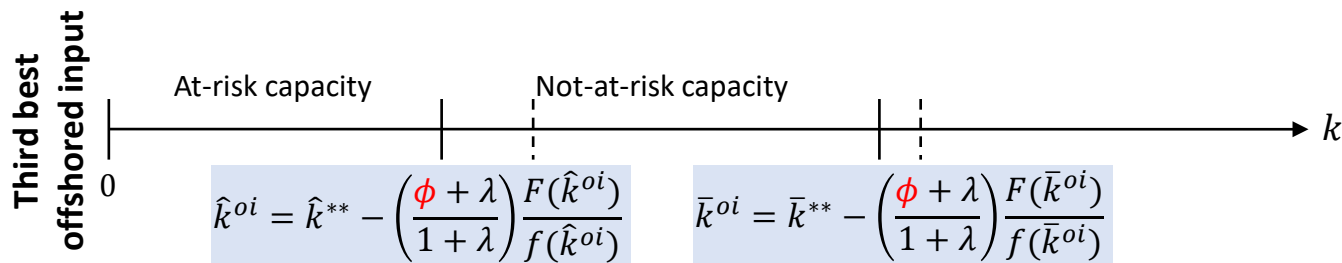 Third best
offshored input
At-risk capacity
Not-at-risk capacity
k
0
k̂^{oi} = k̂^{**} − ((ϕ + λ)/(1 + λ)) F(k̂^{oi})/f(k̂^{oi})
k̄^{oi} = k̄^{**} − ((ϕ + λ)/(1 + λ)) F(k̄^{oi})/f(k̄^{oi})